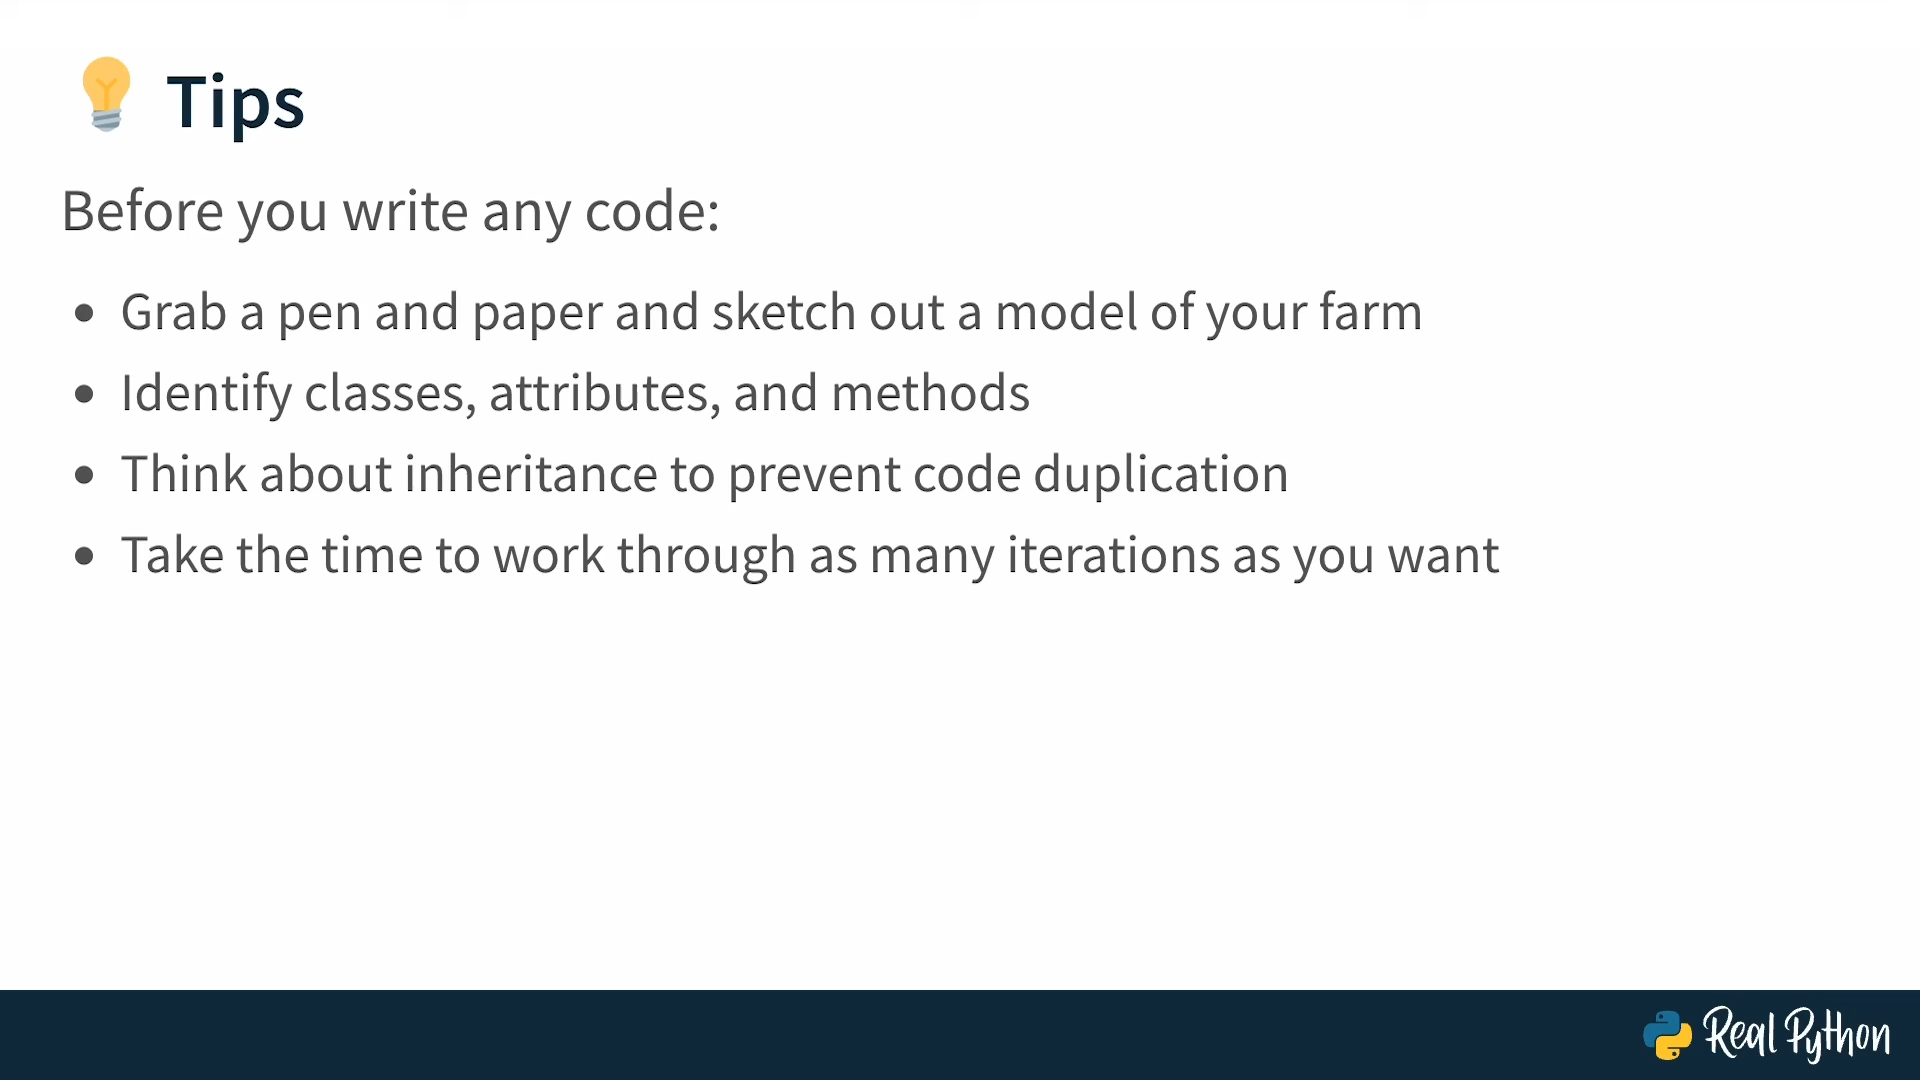 Tips
Before you write any code:
• Grab a pen and paper and sketch out a model of your farm
• Identify classes, attributes, and methods
• Think about inheritance to prevent code duplication
• Take the time to work through as many iterations as you want
Real Python